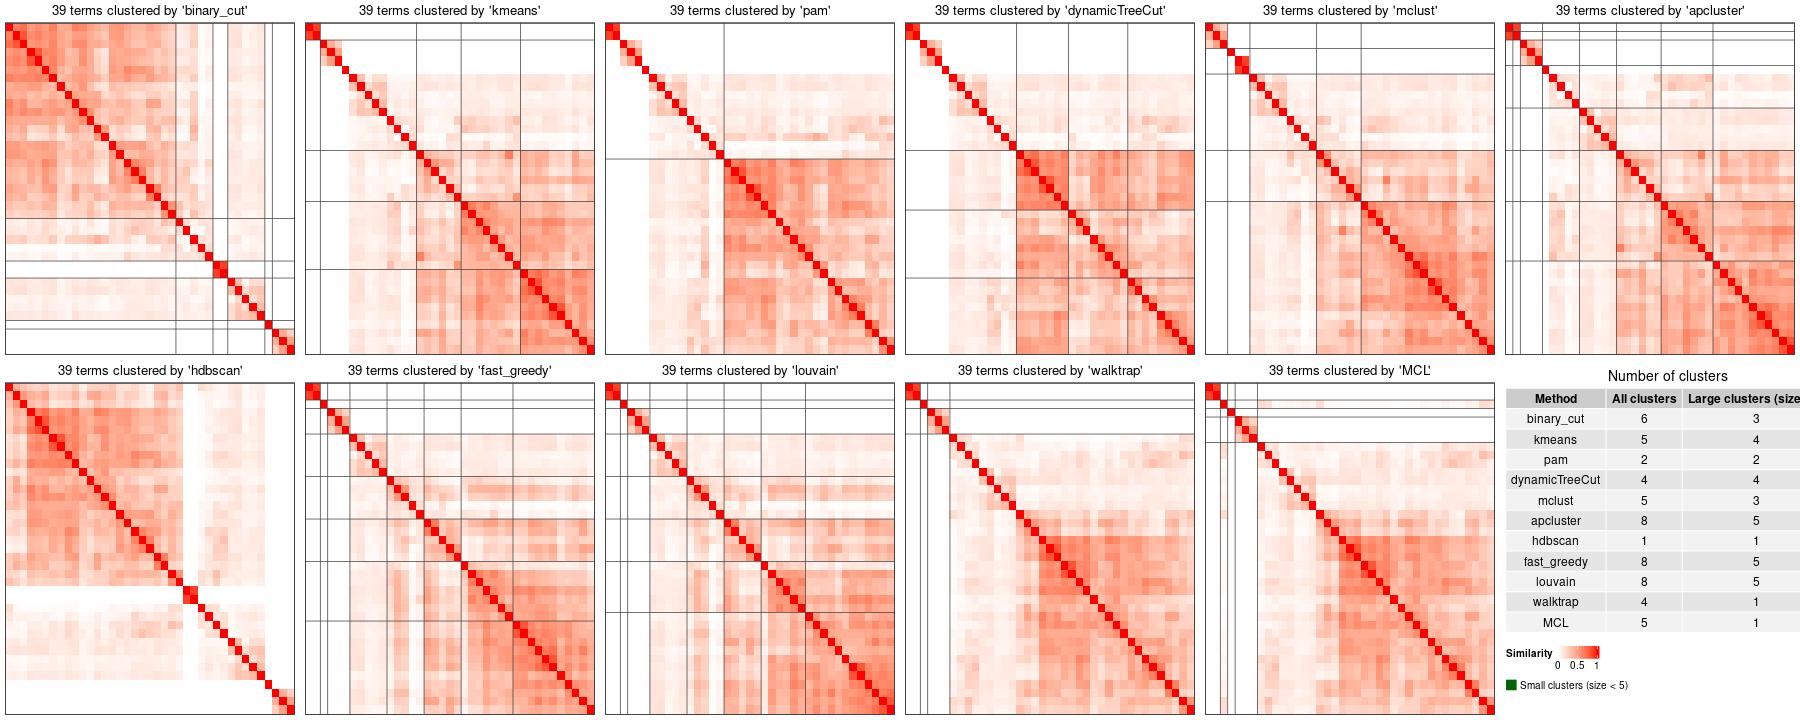 39 terms clustered by 'binary_cut'
39 terms clustered by 'kmeans'
39 terms clustered by 'pam'
39 terms clustered by 'dynamicTreeCut'
39 terms clustered by 'mclust'
39 terms clustered by 'apcluster'
39 terms clustered by 'hdbscan'
39 terms clustered by 'fast_greedy'
39 terms clustered by 'louvain'
39 terms clustered by 'walktrap'
39 terms clustered by 'MCL'
Number of clusters
Method All clusters Large clusters (size
binary_cut 6 3
kmeans 5 4
pam 2 2
dynamicTreeCut 4 4
mclust 5 3
apcluster 8 5
hdbscan 1 1
fast_greedy 8 5
louvain 8 5
walktrap 4 1
MCL 5 1
Similarity
0 0.5 1
Small clusters (size < 5)